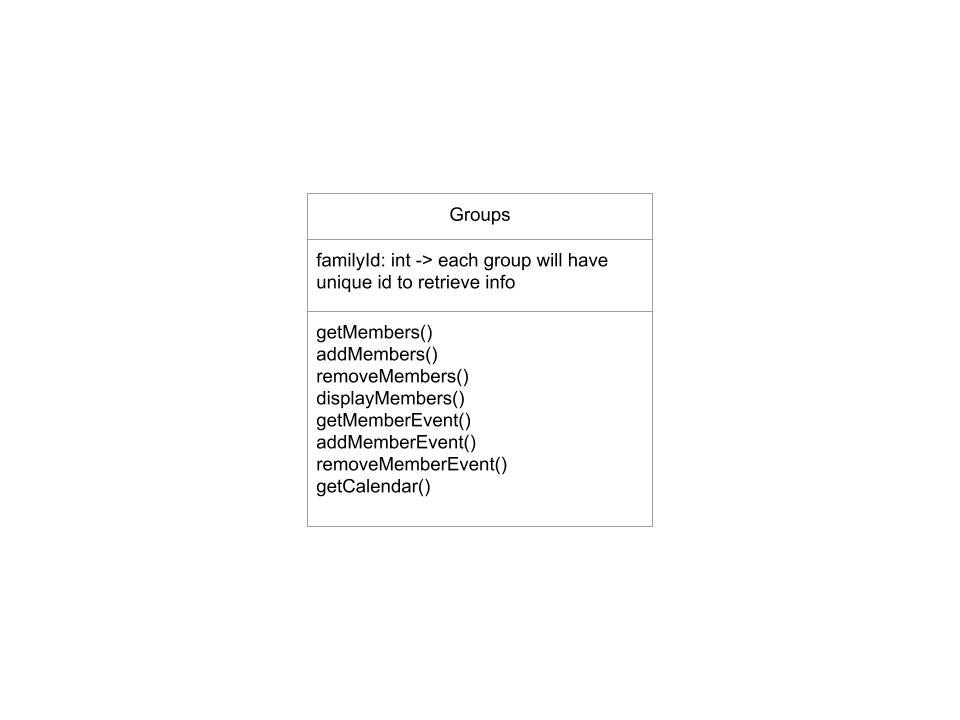 Groups
familyId: int -> each group will have
unique id to retrieve info
getMembers()
addMembers()
removeMembers()
displayMembers()
getMemberEvent()
addMemberEvent()
removeMemberEvent()
getCalendar()